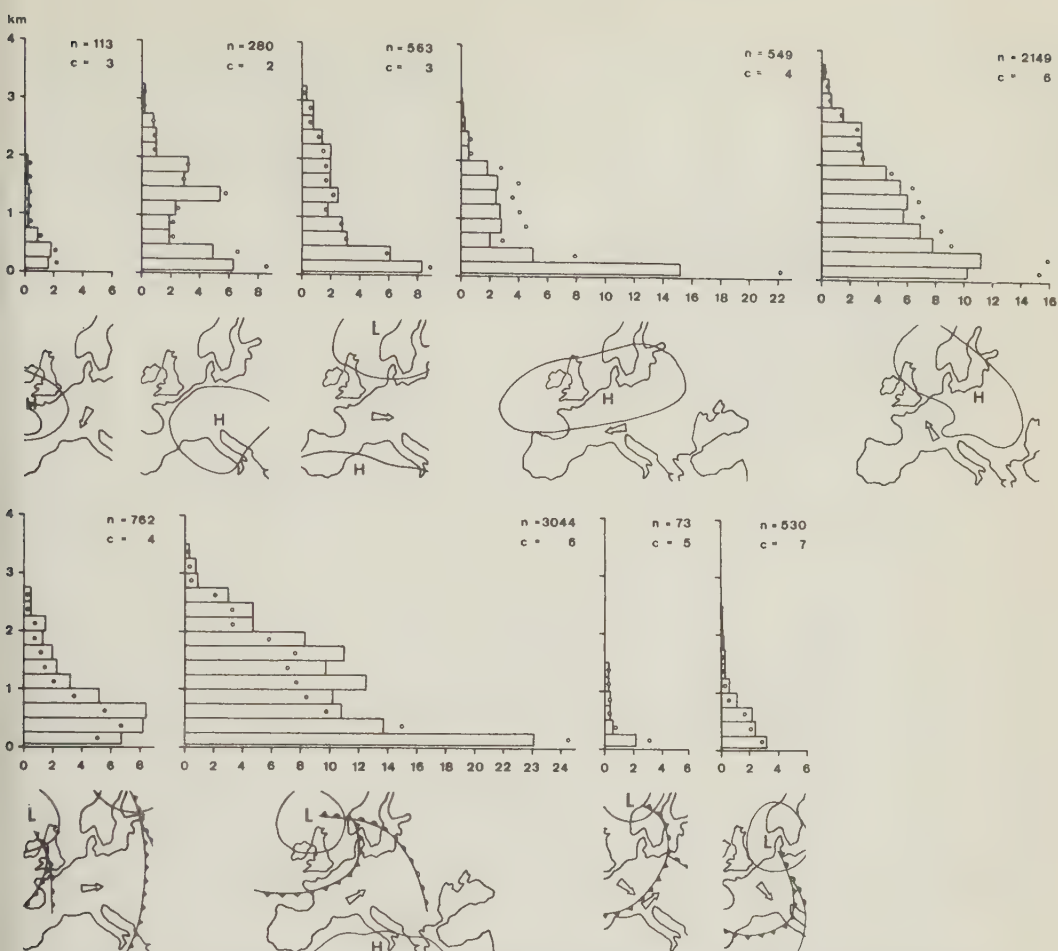 km
4
3
2
1
0
n = 113
c = 3
0 2 4 6
n = 280
c = 2
0 2 4 6 8
n = 563
c = 3
0 2 4 6 8
n = 549
c = 4
0 2 4 6 8 10 12 14 16 18 20 22
n = 2149
c = 6
0 2 4 6 8 10 12 14 16
H
H
L
H
H
H
4
3
2
1
0
n = 762
c = 4
0 2 4 6 8
n = 3044
c = 6
0 2 4 6 8 10 12 14 16 18 20 22 23 24
n = 73
c = 5
0 2 4 6
n = 530
c = 7
0 2 4 6
L
L
H
L
L